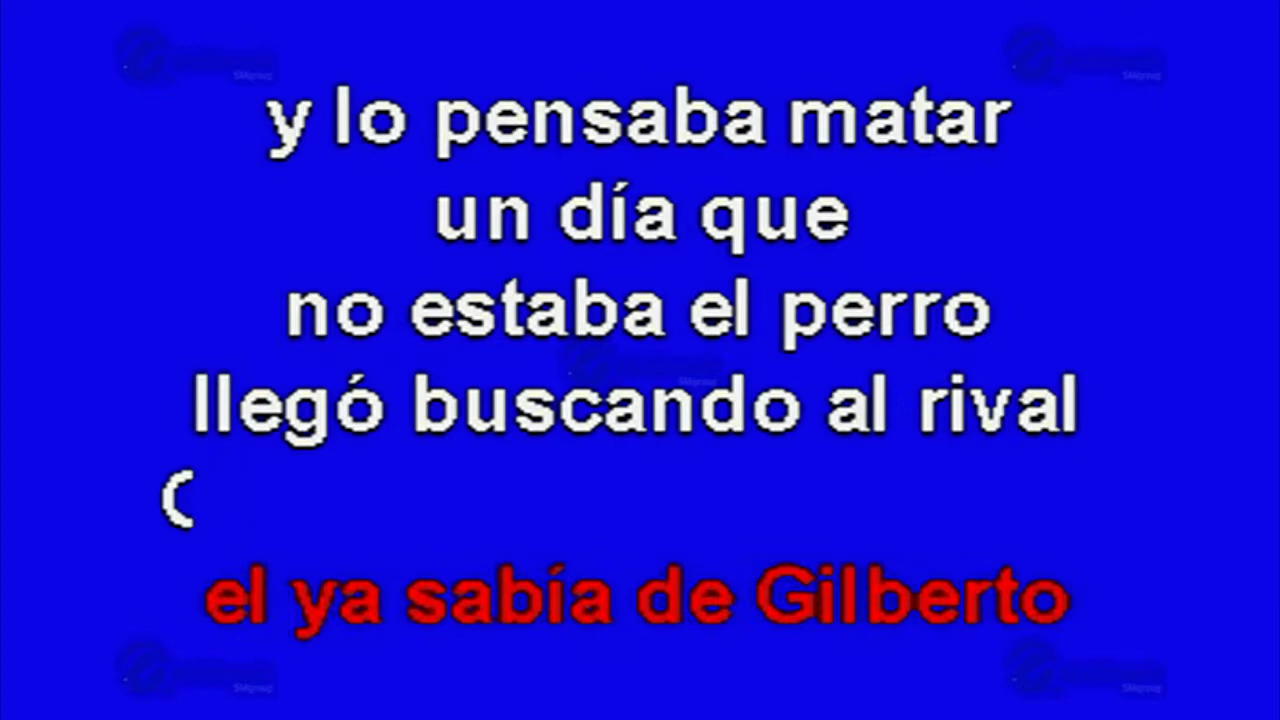 y lo pensaba matar
un día que
no estaba el perro
llegó buscando al rival
el ya sabía de Gilberto